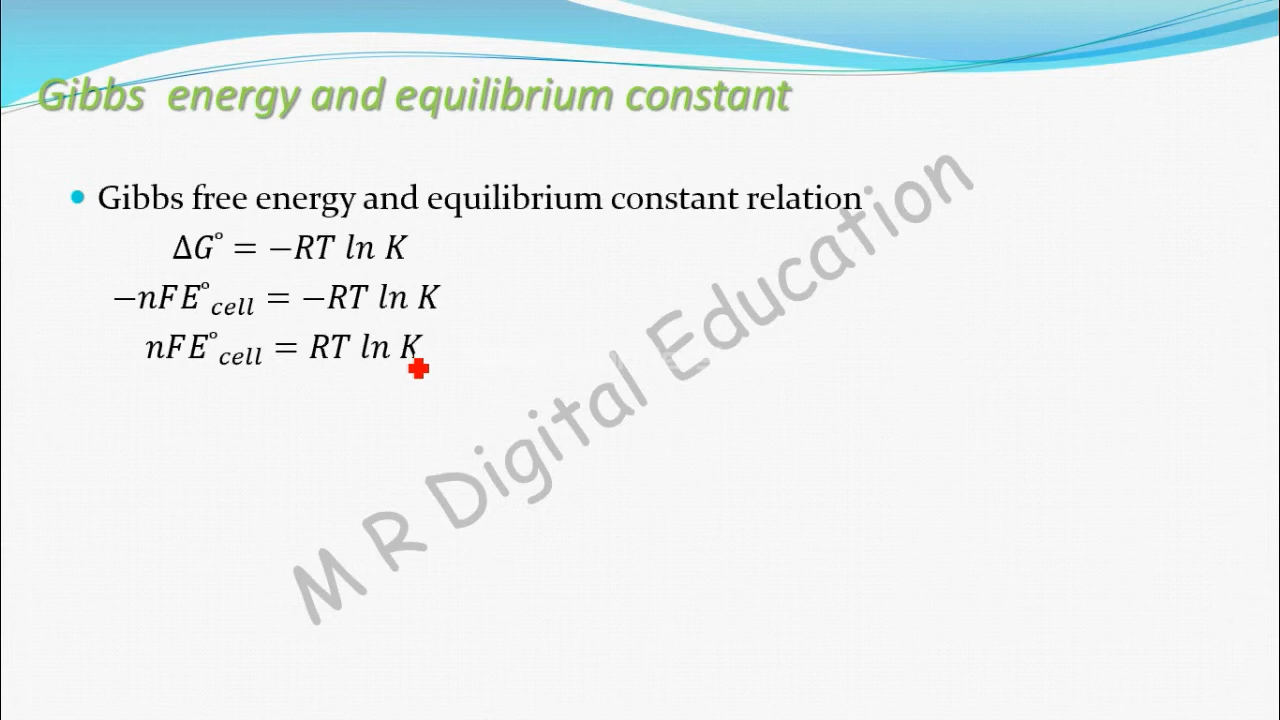 Gibbs energy and equilibrium constant
• Gibbs free energy and equilibrium constant relation
ΔG° = −RT ln K
−nFE°cell = −RT ln K
nFE°cell = RT ln K
M R Digital Education